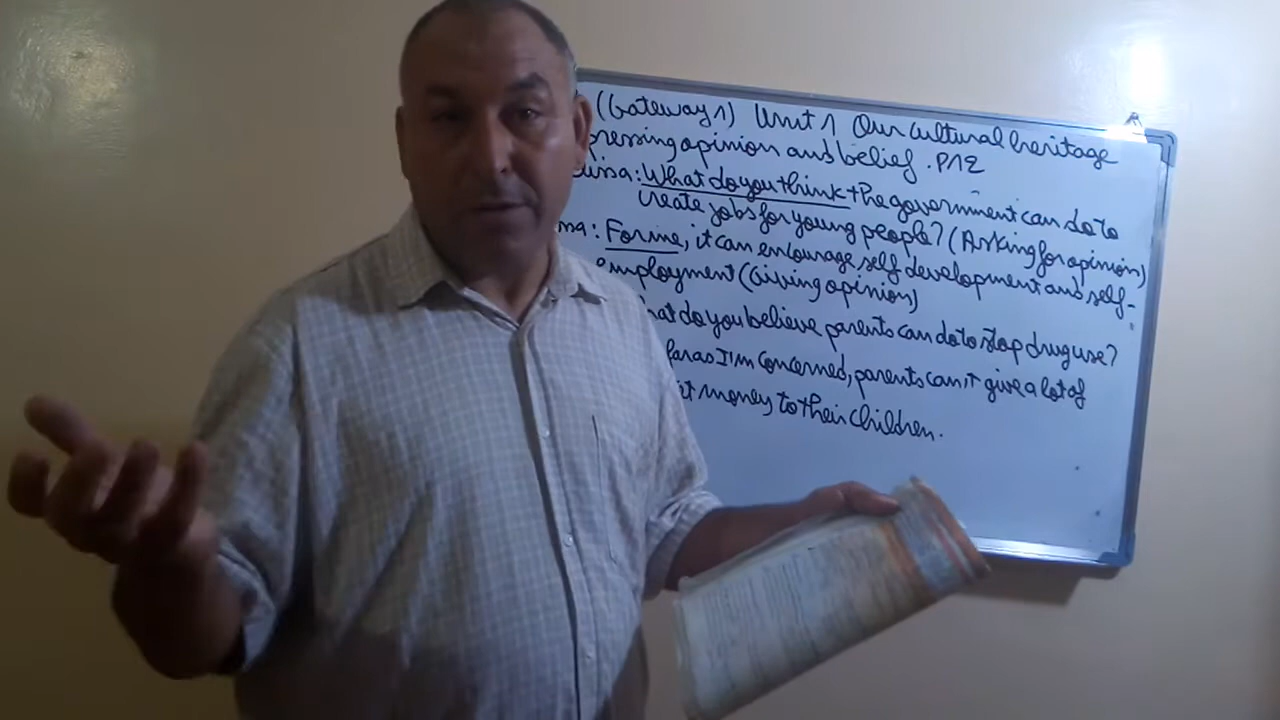 (Gateway 1) Unit 1 Our cultural heritage
pressing opinion and belief. P12
issa: What do you think the government can do to
create jobs for young people? (Asking for opinion)
ma: For me, it can encourage self development and self-
employment (Giving opinion)
hat do you believe parents can do to stop drug use?
far as I'm concerned, parents can't give a lot of
et money to their children.